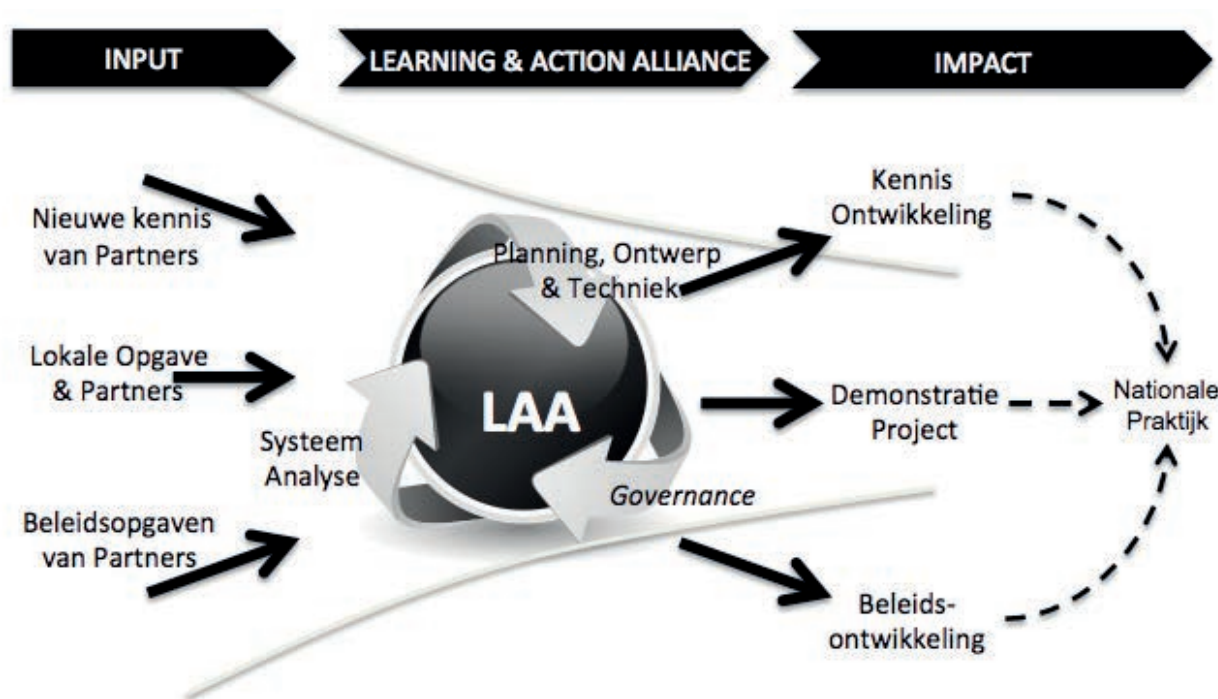 INPUT
LEARNING & ACTION ALLIANCE
IMPACT
Nieuwe kennis
van Partners
Lokale Opgave
& Partners
Beleidsopgaven
van Partners
Planning, Ontwerp
& Techniek
LAA
Systeem
Analyse
Governance
Kennis
Ontwikkeling
Demonstratie
Project
Beleids-
ontwikkeling
Nationale
Praktijk